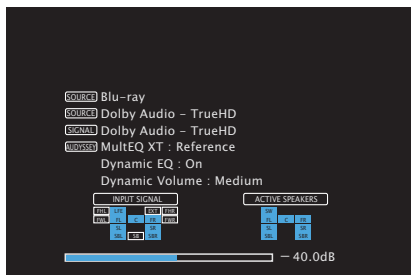 SOURCE Blu-ray
SOURCE Dolby Audio - TrueHD
SIGNAL Dolby Audio - TrueHD
AUDYSSEY MultEQ XT : Reference
Dynamic EQ : On
Dynamic Volume : Medium
INPUT SIGNAL ACTIVE SPEAKERS
FHL LFE EXT FHR SW
FWL FL C FR FWR FL C FR
SL SR SL SR
SBL SB SBR SBL SBR
-40.0dB